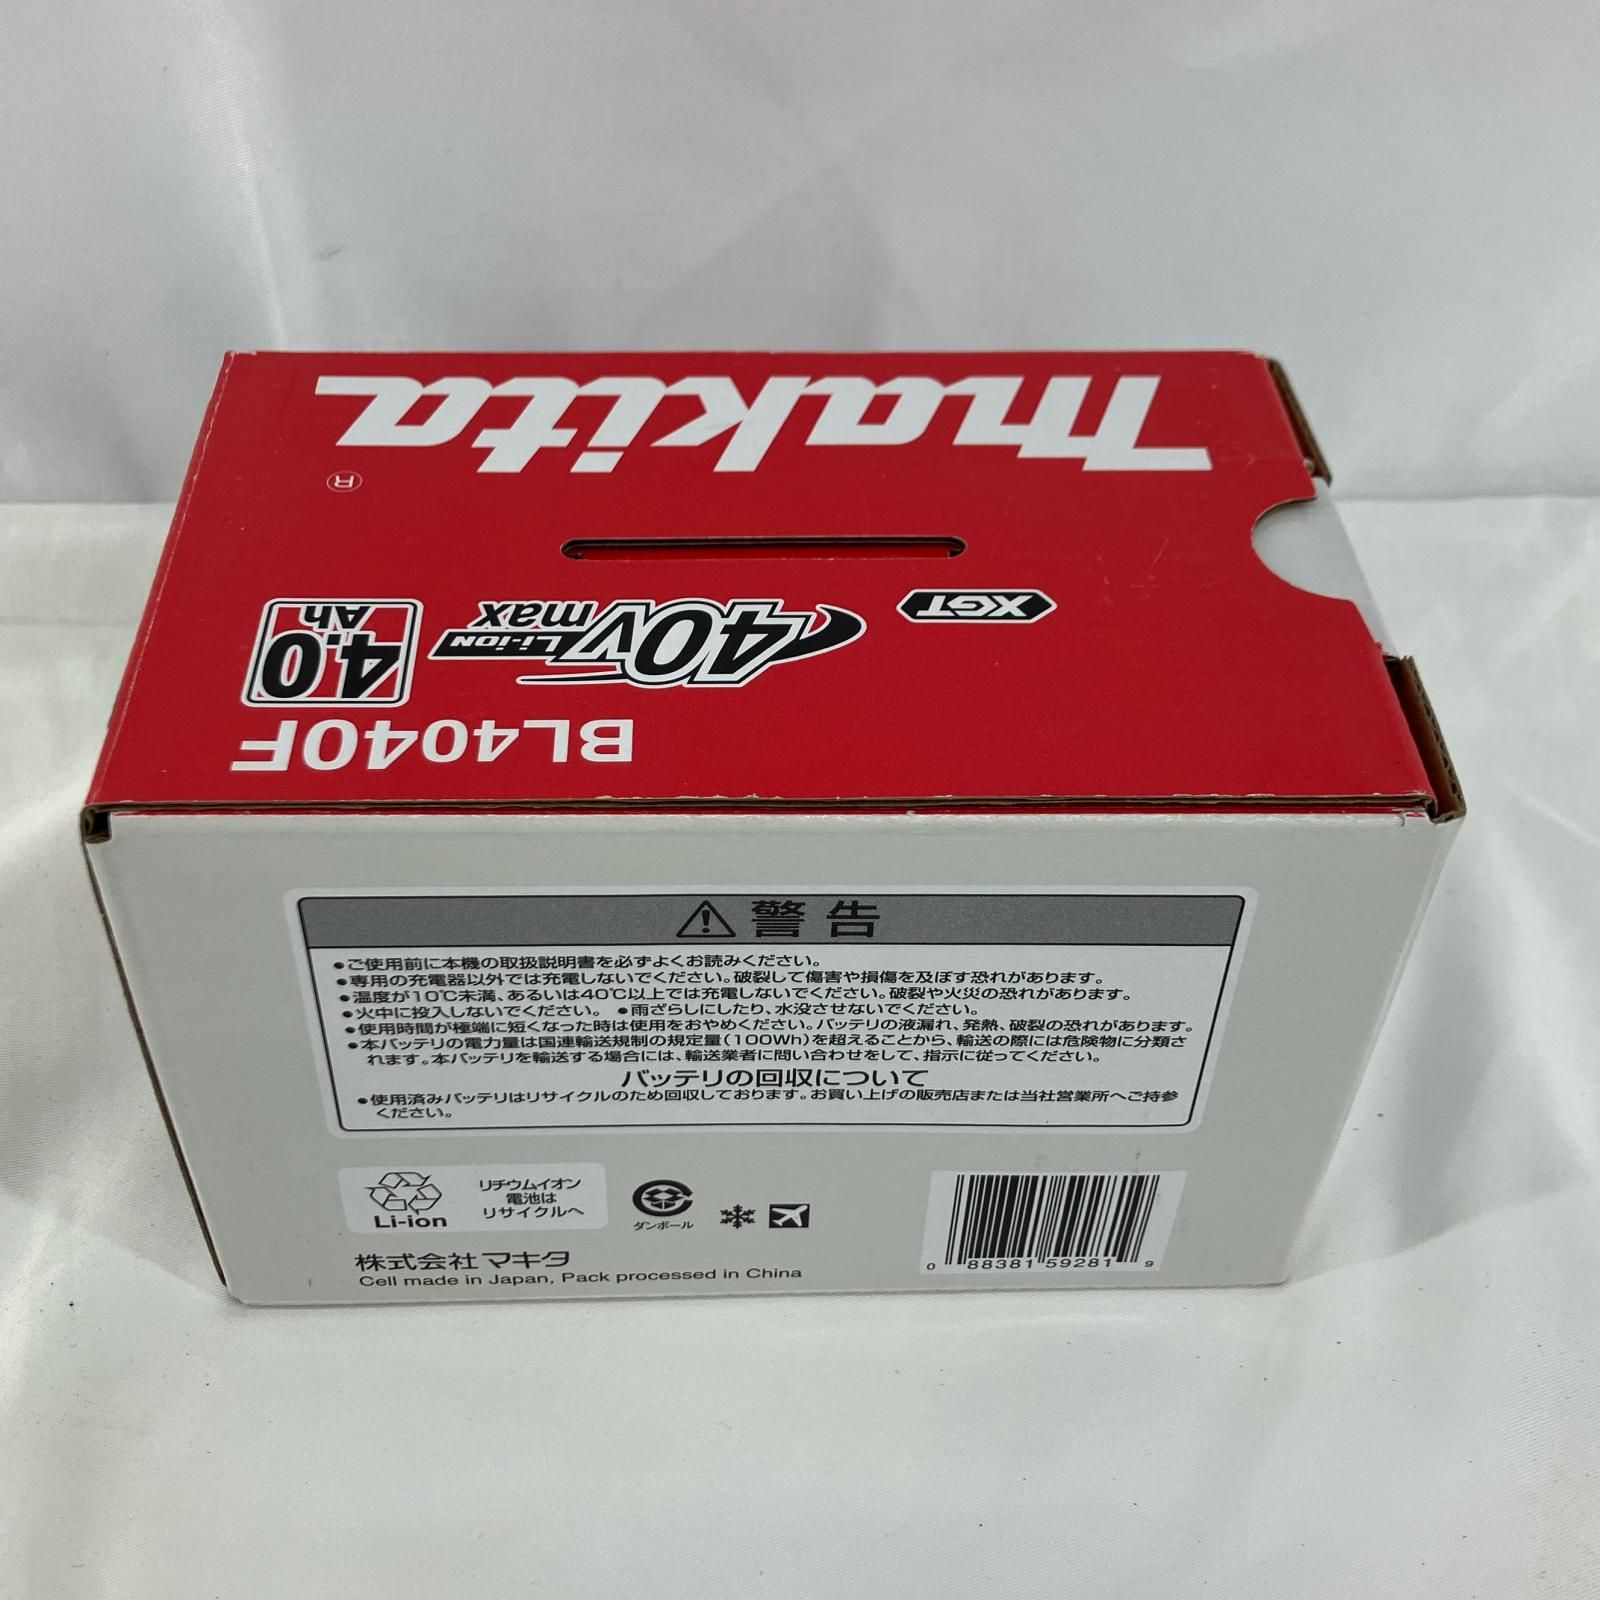 makita
®
XGT
40Vmax
Li-ion
4.0
Ah
BL4040F
警告
●ご使用前に本機の取扱説明書を必ずよくお読みください。
●専用の充電器以外では充電しないでください。破裂して傷害や損傷を及ぼす恐れがあります。
●温度が10℃未満、あるいは40℃以上では充電しないでください。破裂や火災の恐れがあります。
●火中に投入しないでください。 ●雨ざらしにしたり、水没させないでください。
●使用時間が極端に短くなった時は使用をおやめください。バッテリの液漏れ、発熱、破裂の恐れがあります。
●本バッテリの電力量は国連輸送規制の規定量(100Wh)を超えることから、輸送の際には危険物に分類さ
れます。本バッテリを輸送する場合には、輸送業者に問い合わせをして、指示に従ってください。
バッテリの回収について
●使用済みバッテリはリサイクルのため回収しております。お買い上げの販売店または当社営業所へご持参
ください。
Li-ion
リチウムイオン
電池は
リサイクルへ
ダンボール
株式会社マキタ
Cell made in Japan, Pack processed in China
0 88381 59281 9